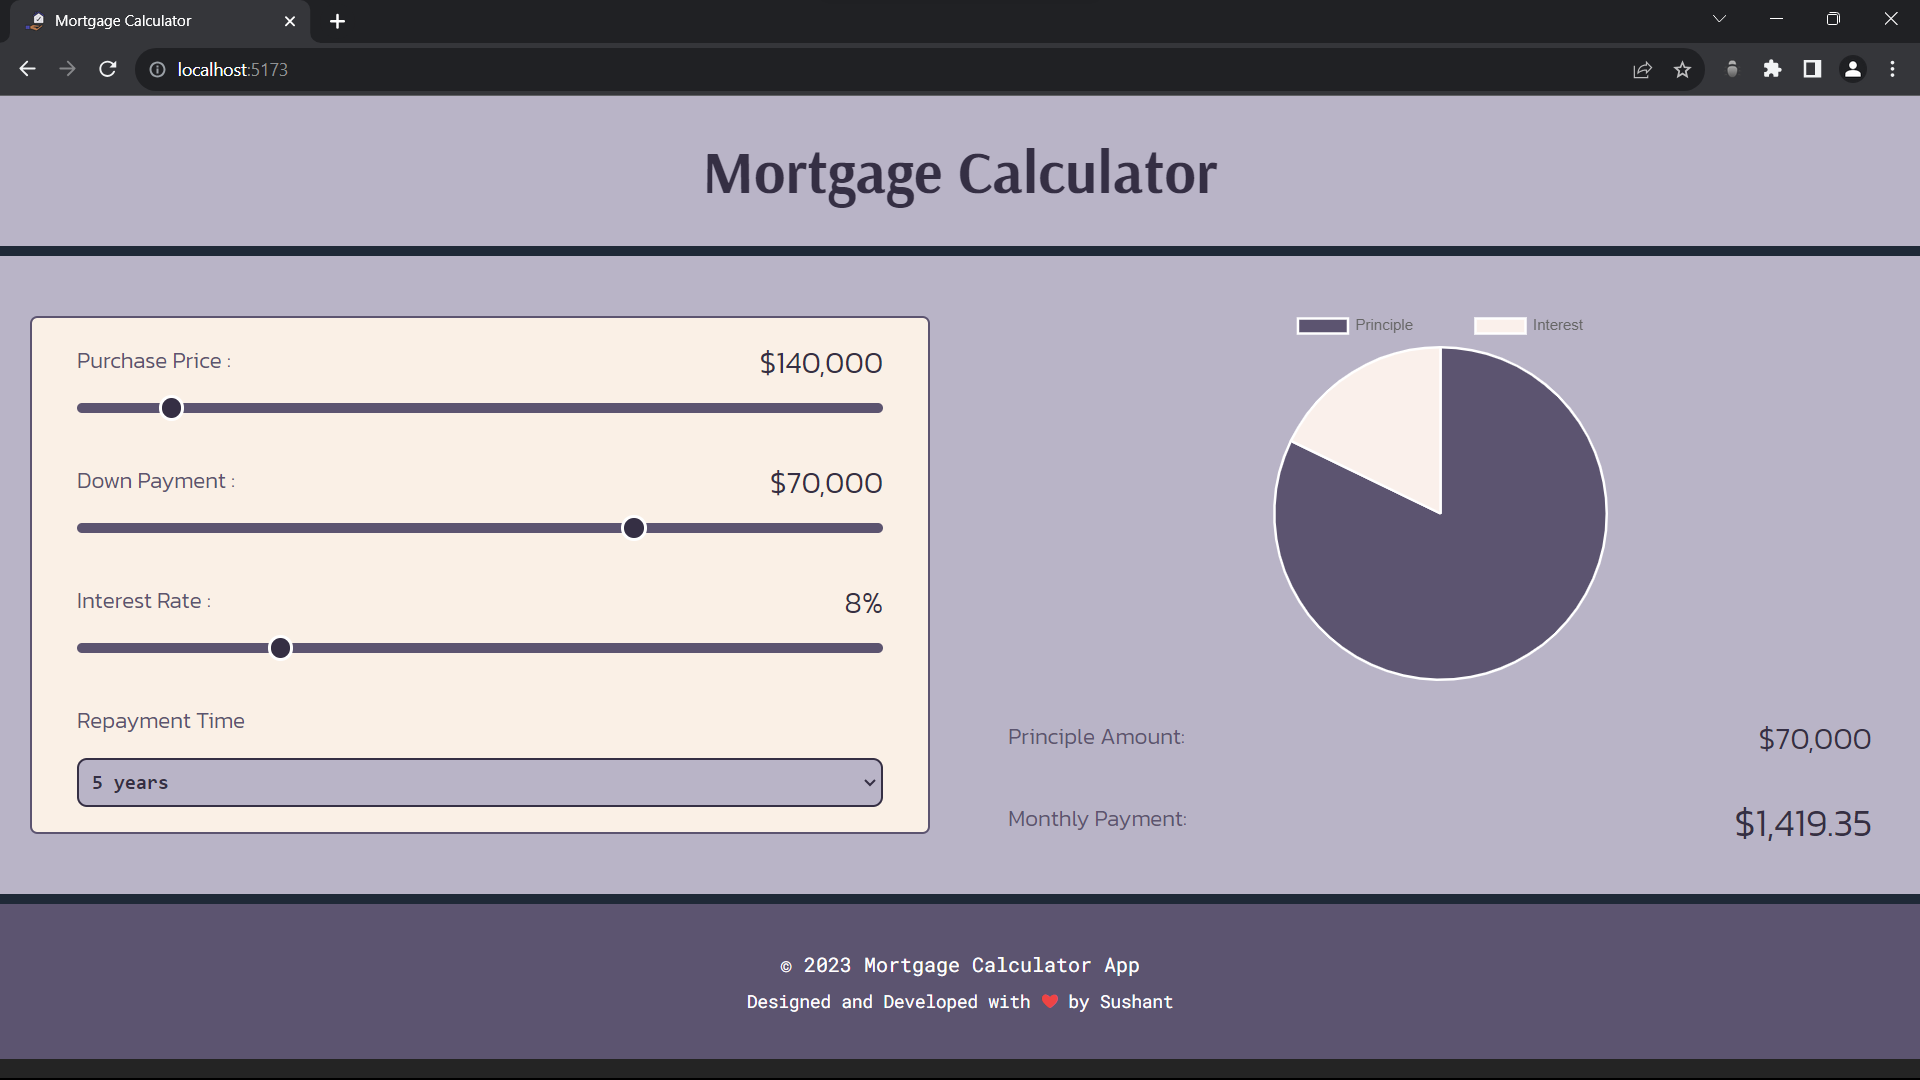 Mortgage Calculator
localhost:5173
Mortgage Calculator
Purchase Price :
$140,000
Down Payment :
$70,000
Interest Rate :
8%
Repayment Time
5 years
Principle
Interest
Principle Amount:
$70,000
Monthly Payment:
$1,419.35
© 2023 Mortgage Calculator App
Designed and Developed with ❤ by Sushant